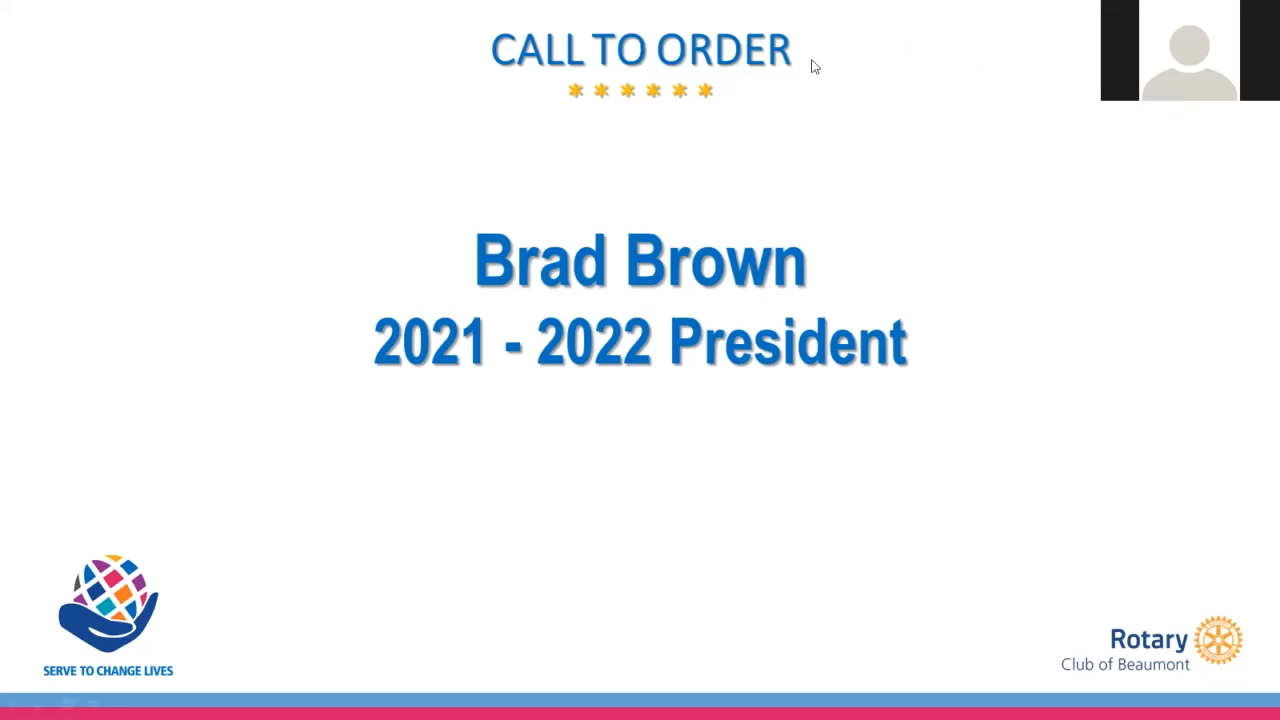 CALL TO ORDER
* * * * * *
Brad Brown
2021 - 2022 President
SERVE TO CHANGE LIVES
Rotary
Club of Beaumont